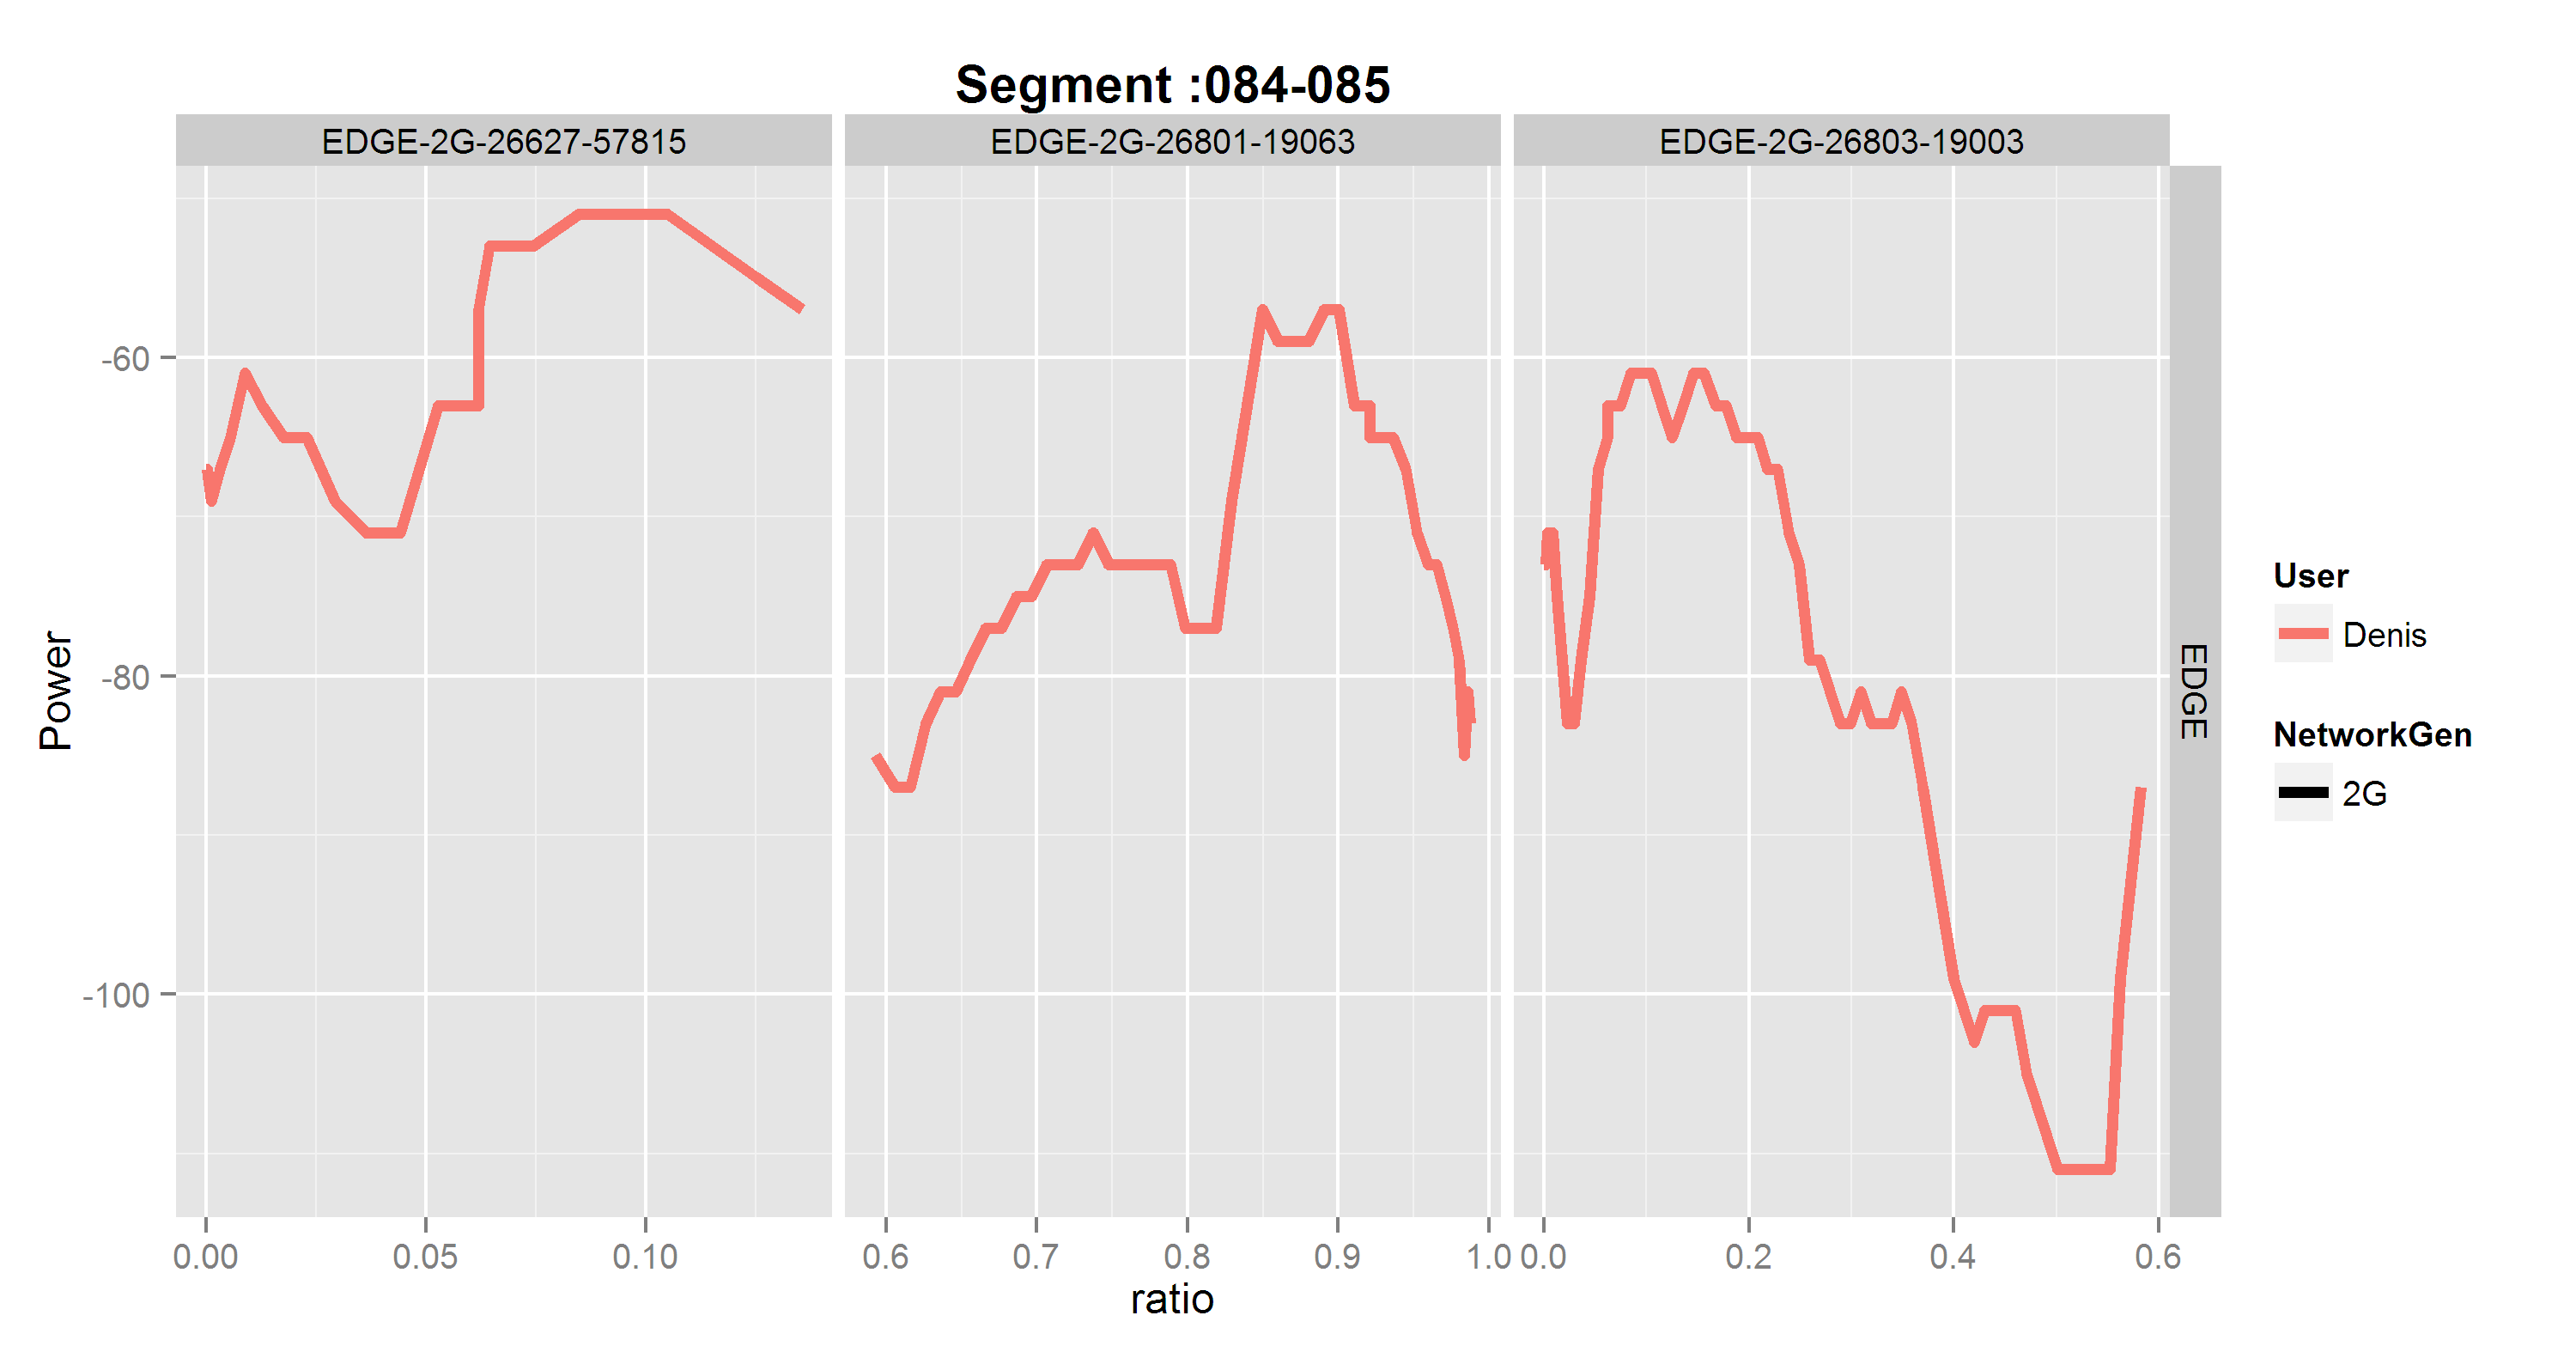 Segment :084-085
EDGE-2G-26627-57815
EDGE-2G-26801-19063
EDGE-2G-26803-19003
Power
-60
-80
-100
EDGE
0.00
0.05
0.10
0.6
0.7
0.8
0.9
1.0
0.0
0.2
0.4
0.6
ratio
User
Denis
NetworkGen
2G